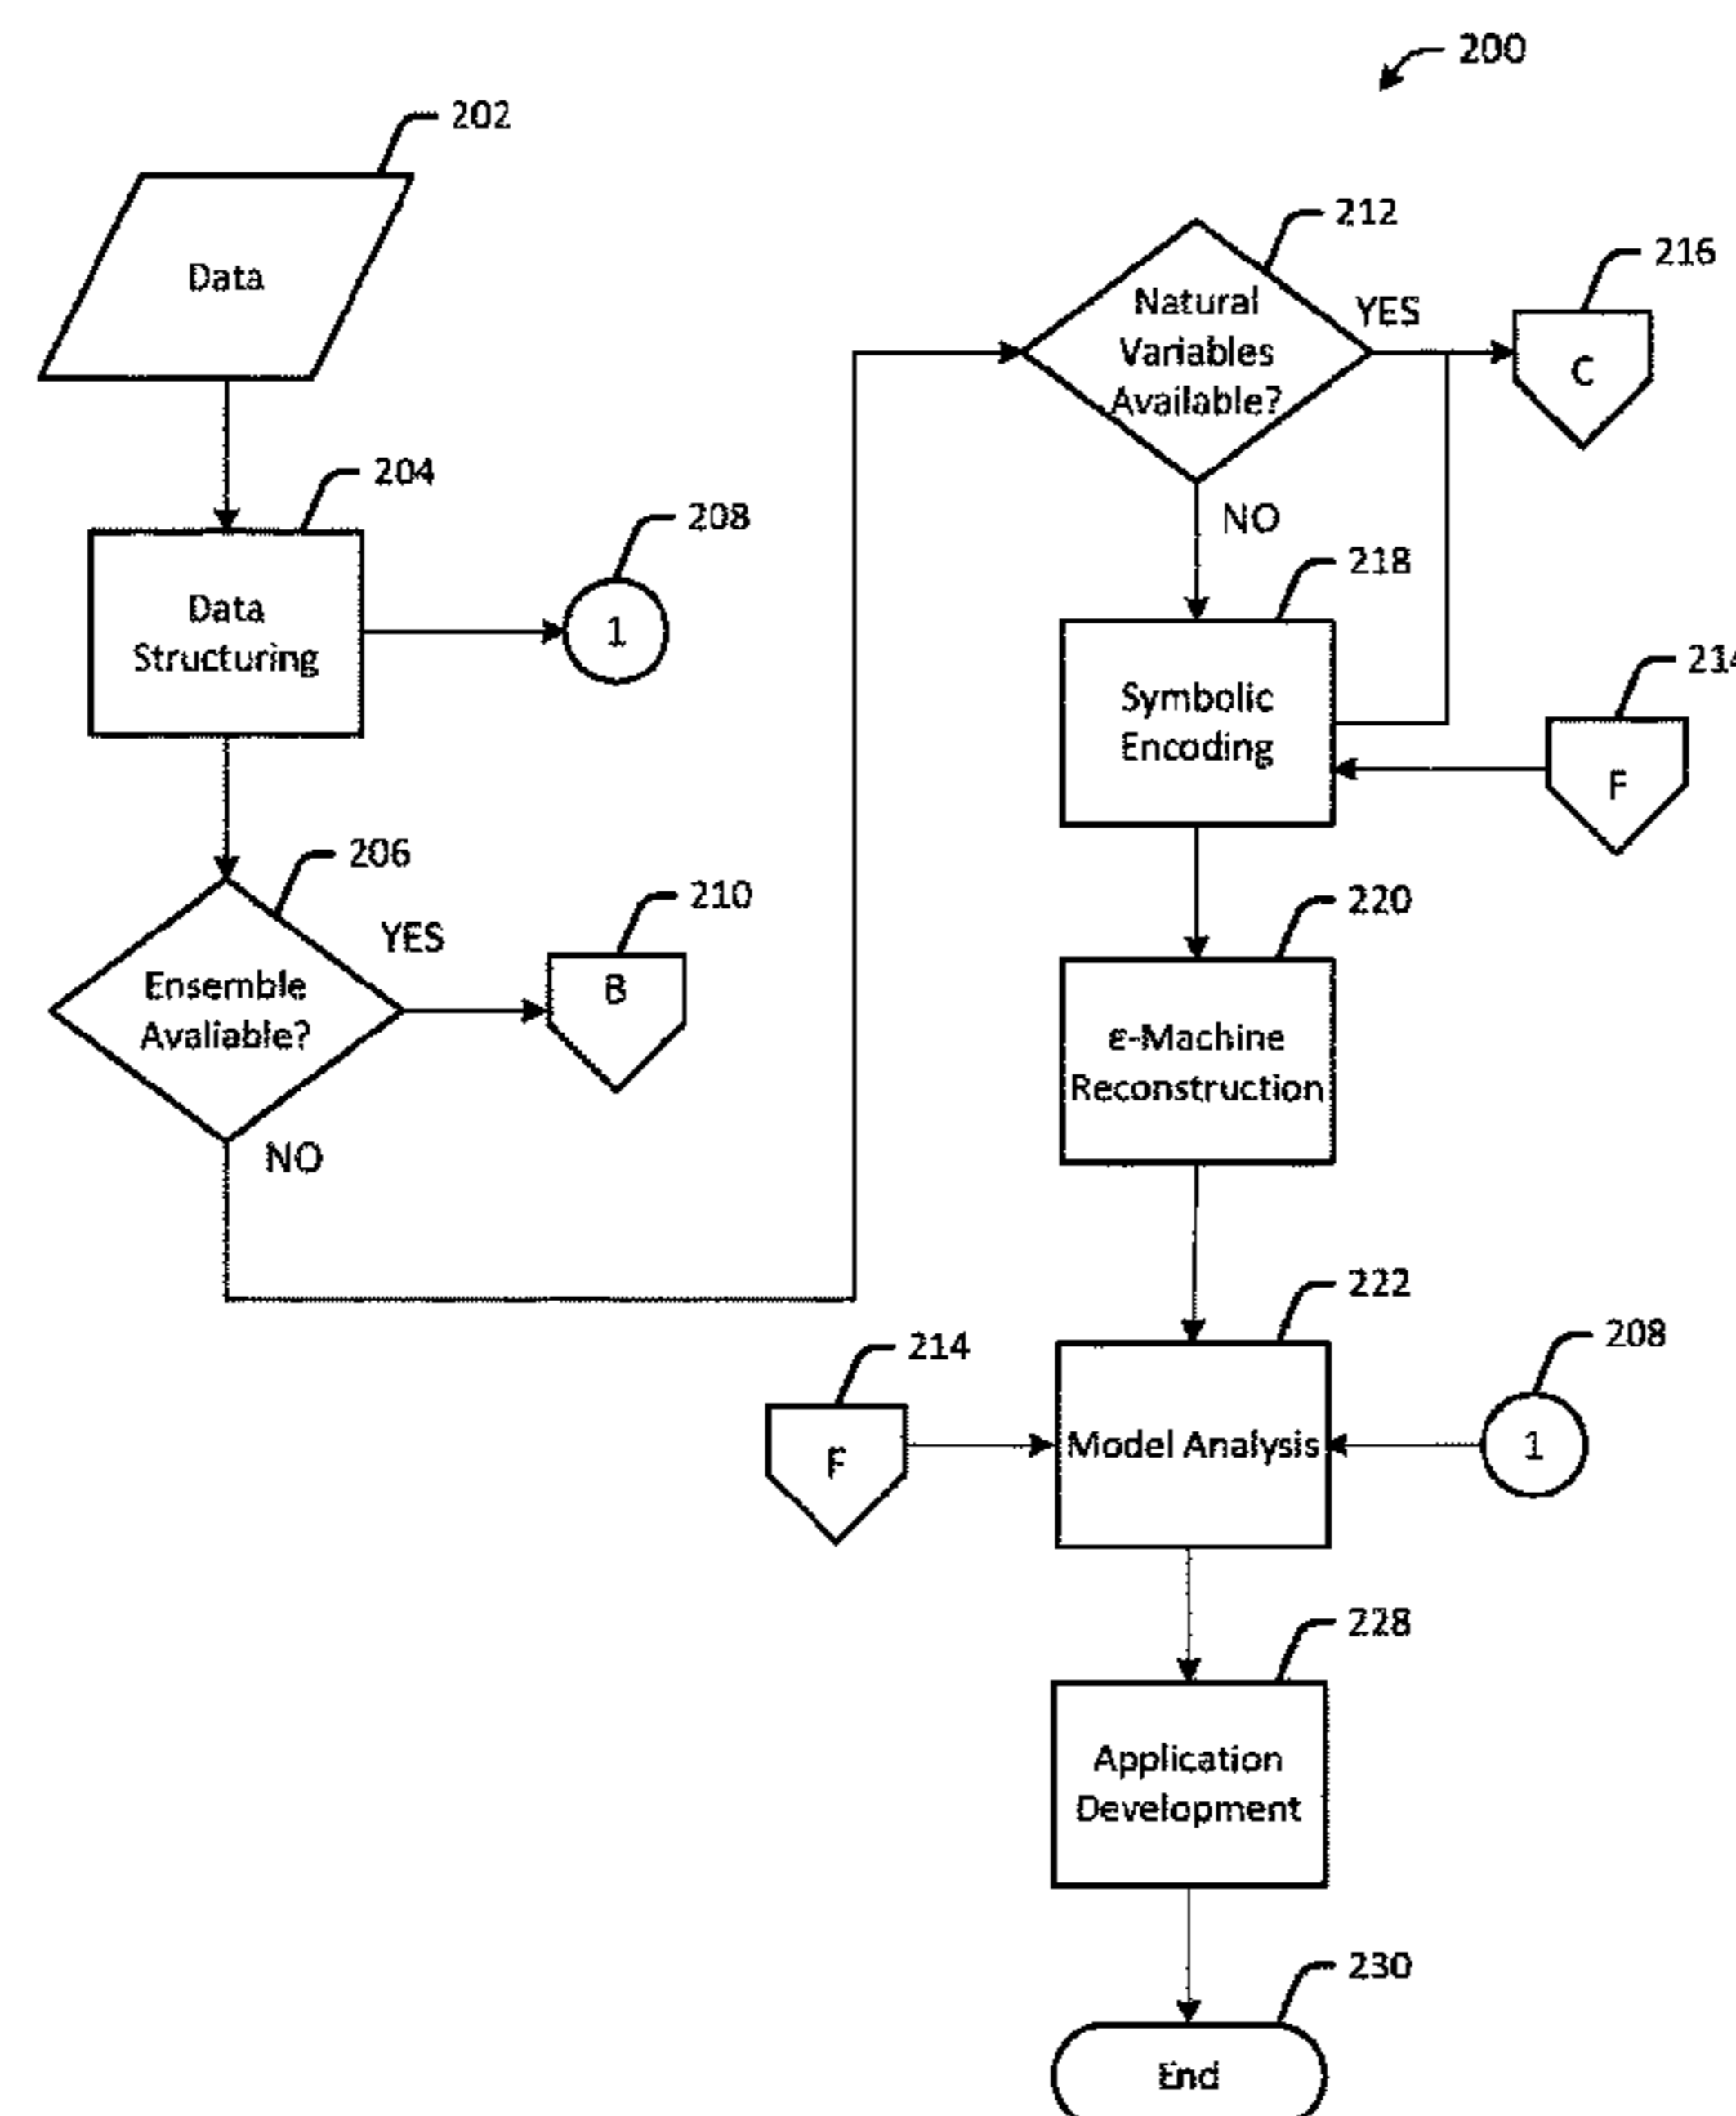 200
202
Data
204
Data
Structuring
208
1
206
Ensemble
Avaliable?
YES
210
B
NO
212
Natural
Variables
Available?
YES
216
C
NO
218
Symbolic
Encoding
214
F
220
ε-Machine
Reconstruction
222
Model Analysis
214
F
208
1
228
Application
Development
230
End